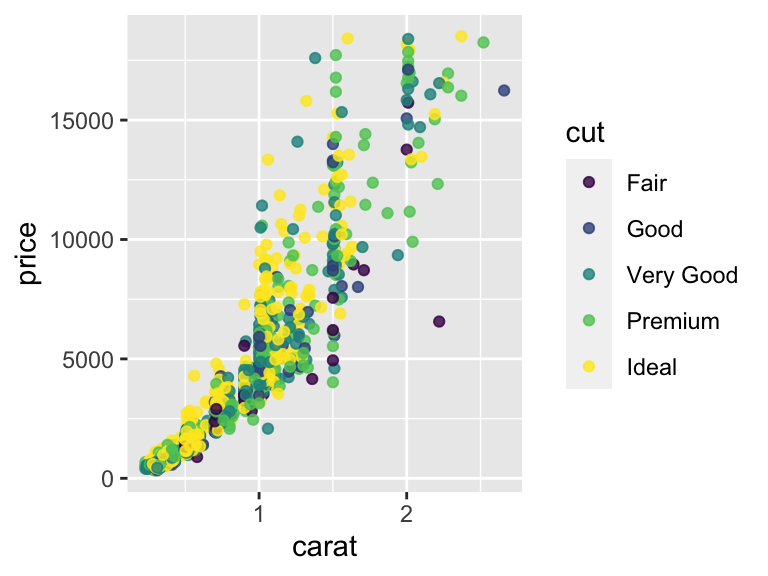 15000
10000
5000
0
price
1 2
carat
cut
Fair
Good
Very Good
Premium
Ideal